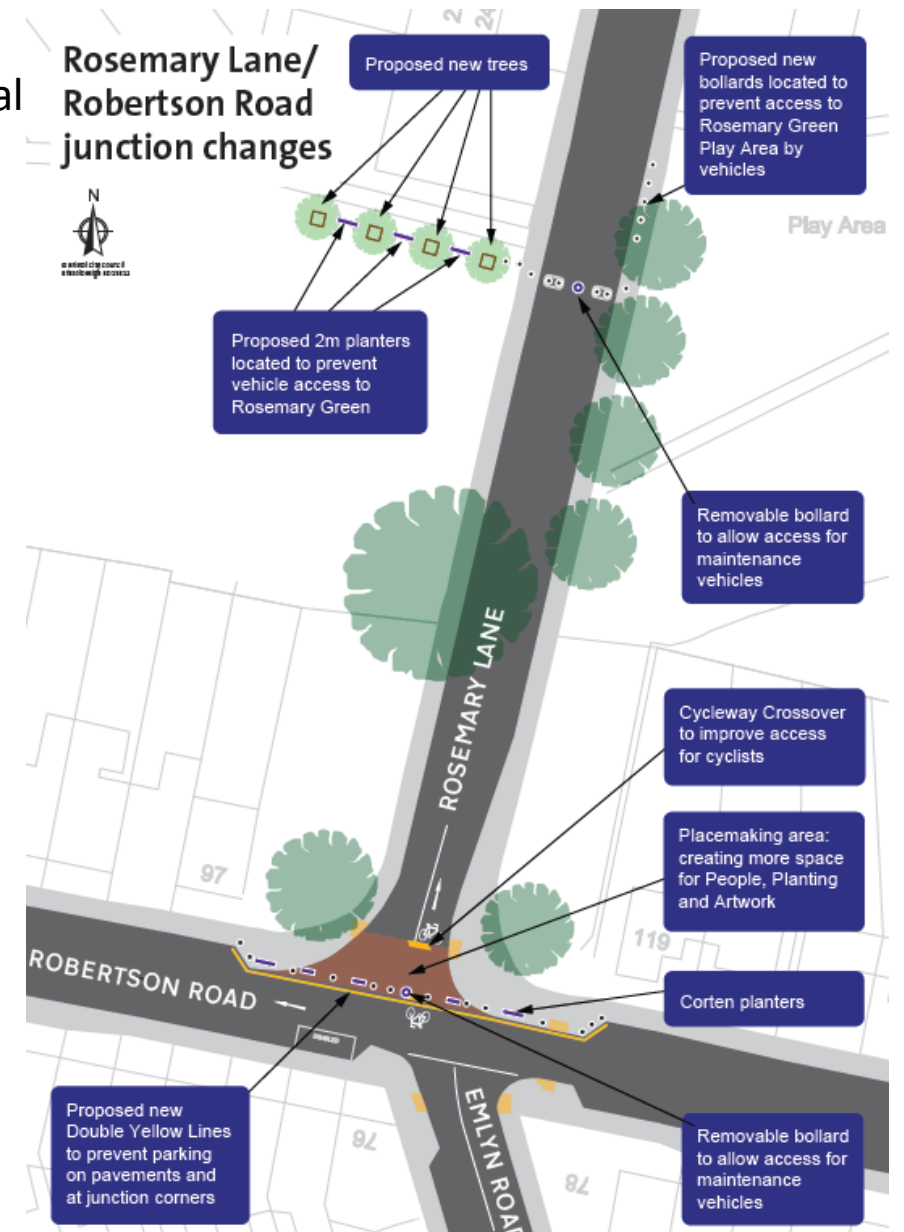 al
Rosemary Lane/
Robertson Road
junction changes
N
Proposed new trees
Proposed new
bollards located to
prevent access to
Rosemary Green
Play Area by
vehicles
Play Area
Proposed 2m planters
located to prevent
vehicle access to
Rosemary Green
Removable bollard
to allow access for
maintenance
vehicles
ROSEMARY LANE
Cycleway Crossover
to improve access
for cyclists
Placemaking area:
creating more space
for People, Planting
and Artwork
97
119
ROBERTSON ROAD
Corten planters
Proposed new
Double Yellow Lines
to prevent parking
on pavements and
at junction corners
76
EMLYN ROAD
78
Removable bollard
to allow access for
maintenance
vehicles